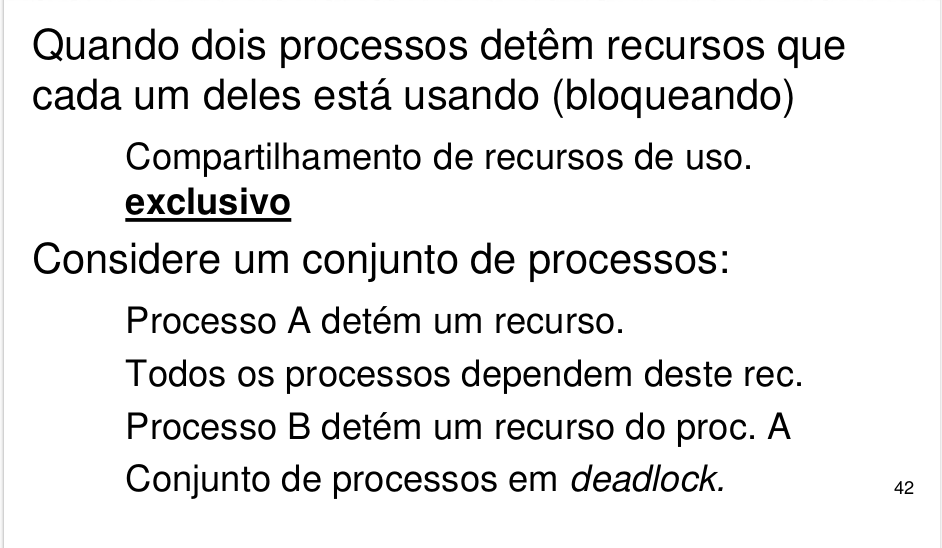 Quando dois processos detêm recursos que
cada um deles está usando (bloqueando)
Compartilhamento de recursos de uso.
exclusivo
Considere um conjunto de processos:
Processo A detém um recurso.
Todos os processos dependem deste rec.
Processo B detém um recurso do proc. A
Conjunto de processos em deadlock.
42